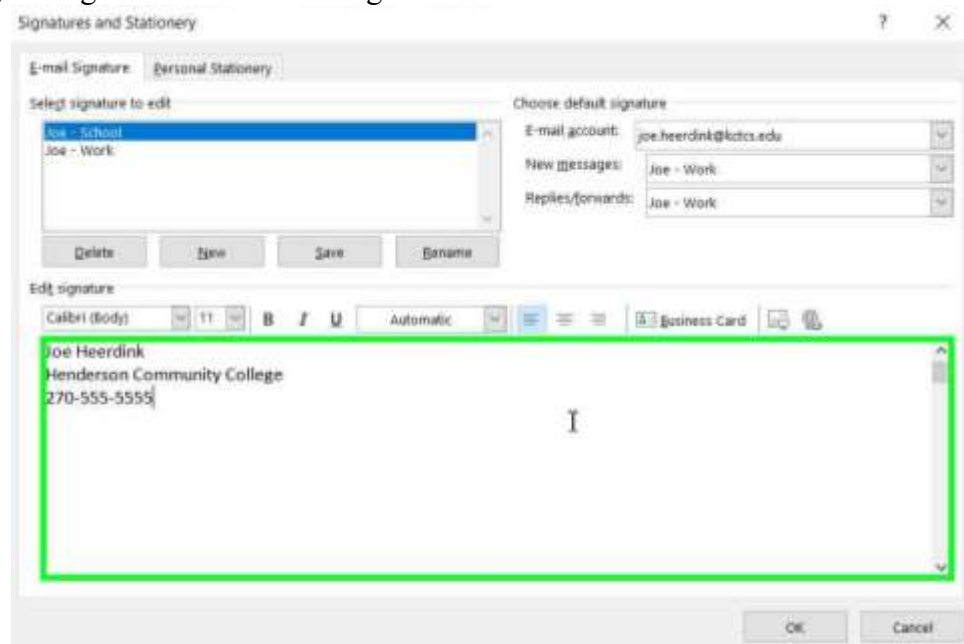 Signatures and Stationery
?
E-mail Signature Personal Stationery
Select signature to edit
Joe - School
Joe - Work
Delete New Save Rename
Choose default signature
E-mail account: joe.heerdink@kctcs.edu
New messages: Joe - Work
Replies/forwards: Joe - Work
Edit signature
Calibri (Body) 11 B I U Automatic Business Card
Joe Heerdink
Henderson Community College
270-555-5555
OK Cancel